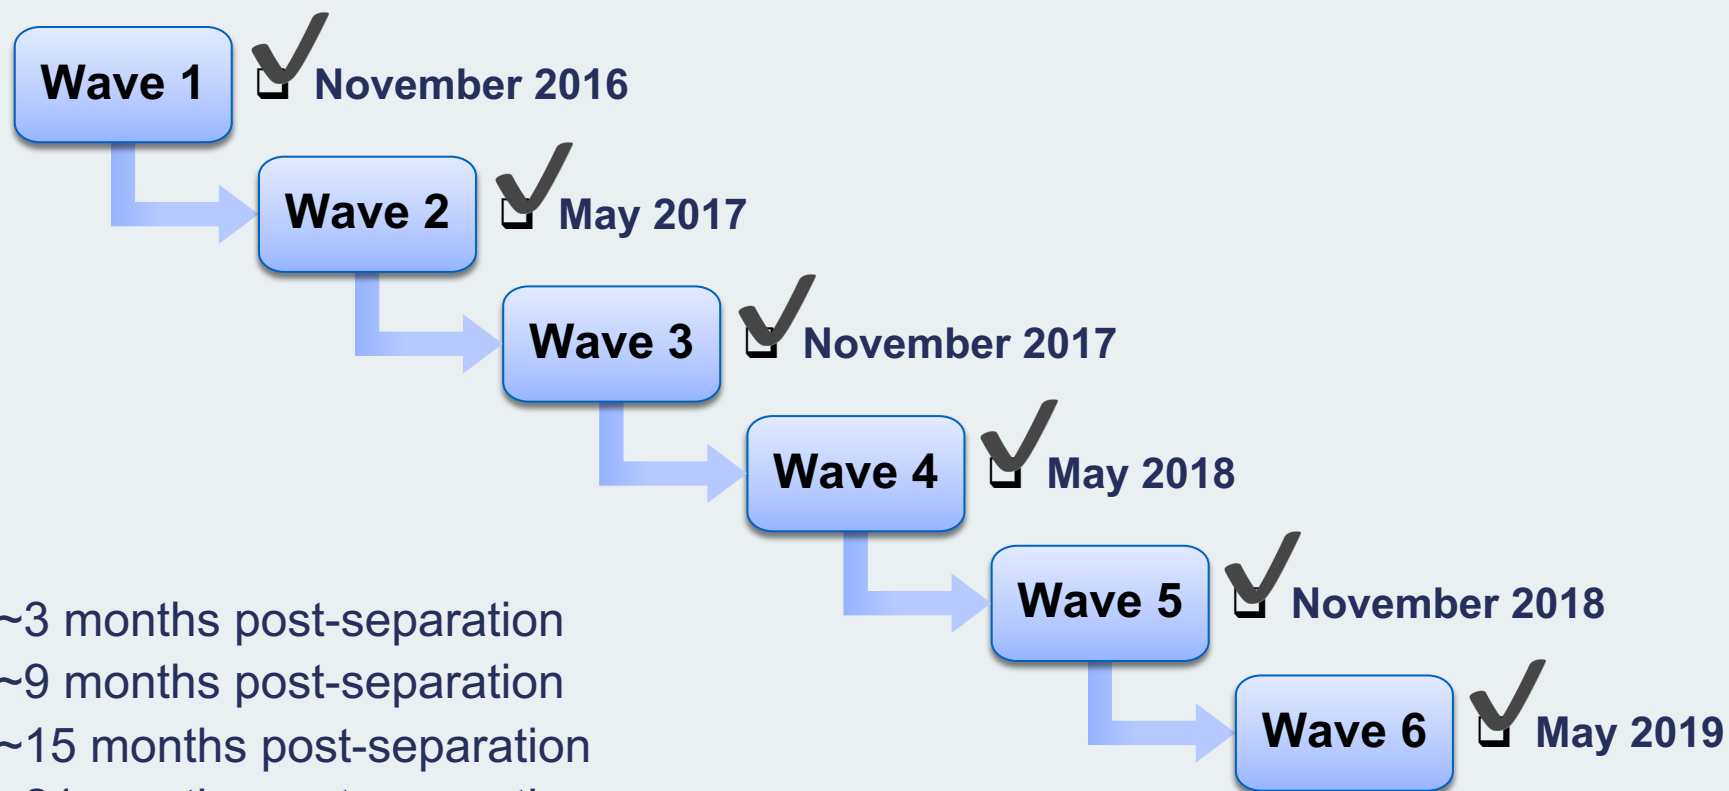 Wave 1
November 2016
Wave 2
May 2017
Wave 3
November 2017
Wave 4
May 2018
Wave 5
November 2018
Wave 6
May 2019
~3 months post-separation
~9 months post-separation
~15 months post-separation